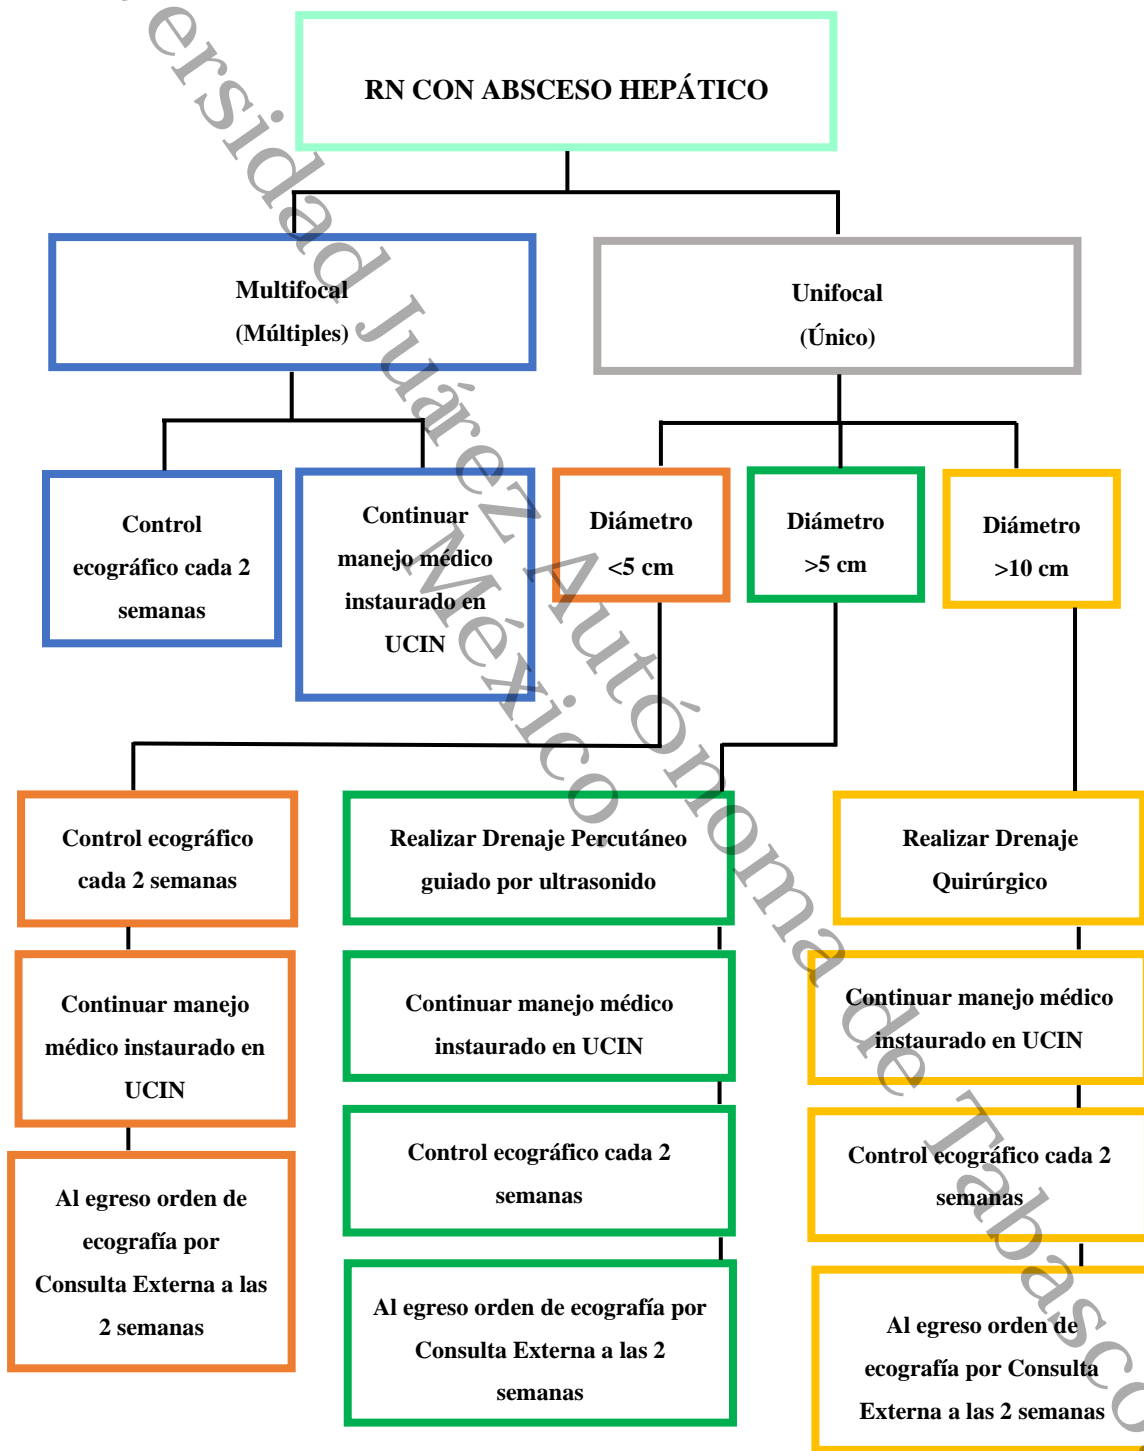 RN CON ABSCESO HEPÁTICO
Multifocal
(Múltiples)
Unifocal
(Único)
Control
ecográfico cada 2
semanas
Continuar
manejo médico
instaurado en
UCIN
Diámetro
<5 cm
Diámetro
>5 cm
Diámetro
>10 cm
Control ecográfico
cada 2 semanas
Continuar manejo
médico instaurado en
UCIN
Al egreso orden de
ecografía por
Consulta Externa a las
2 semanas
Realizar Drenaje Percutáneo
guiado por ultrasonido
Continuar manejo médico
instaurado en UCIN
Control ecográfico cada 2
semanas
Al egreso orden de ecografía por
Consulta Externa a las 2
semanas
Realizar Drenaje
Quirúrgico
Continuar manejo médico
instaurado en UCIN
Control ecográfico cada 2
semanas
Al egreso orden de
ecografía por Consulta
Externa a las 2 semanas
ersidad Juárez Autónoma de Tabasco.
México.